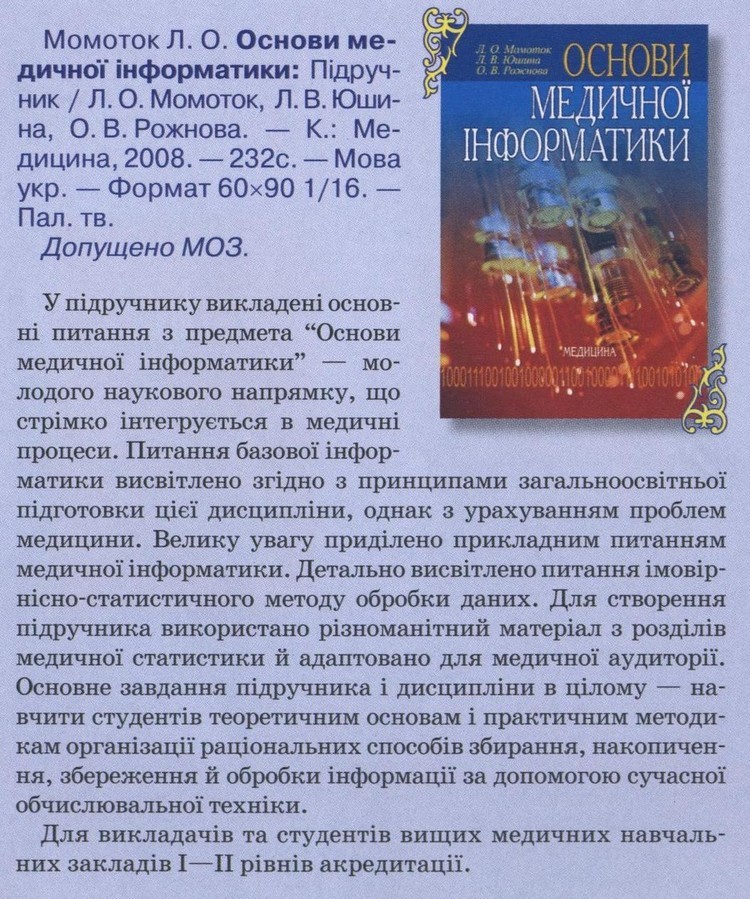 Момоток Л. О. Основи ме-
дичної інформатики: Підруч-
ник / Л. О. Момоток, Л. В. Юши-
на, О. В. Рожнова. — К.: Ме-
дицина, 2008. — 232с. — Мова
укр. — Формат 60×90 1/16. —
Пал. тв.
Допущено МОЗ.
Л. О. Момоток
Л. В. Юшина
О. В. Рожнова
ОСНОВИ
МЕДИЧНОЇ
ІНФОРМАТИКИ
МЕДИЦИНА
У підручнику викладені основ-
ні питання з предмета “Основи
медичної інформатики” — мо-
лодого наукового напрямку, що
стрімко інтегрується в медичні
процеси. Питання базової інфор-
матики висвітлено згідно з принципами загальноосвітньої
підготовки цієї дисципліни, однак з урахуванням проблем
медицини. Велику увагу приділено прикладним питанням
медичної інформатики. Детально висвітлено питання імовір-
нісно-статистичного методу обробки даних. Для створення
підручника використано різноманітний матеріал з розділів
медичної статистики й адаптовано для медичної аудиторії.
Основне завдання підручника і дисципліни в цілому — на-
вчити студентів теоретичним основам і практичним методи-
кам організації раціональних способів збирання, накопичен-
ня, збереження й обробки інформації за допомогою сучасної
обчислювальної техніки.
Для викладачів та студентів вищих медичних навчаль-
них закладів I—II рівнів акредитації.